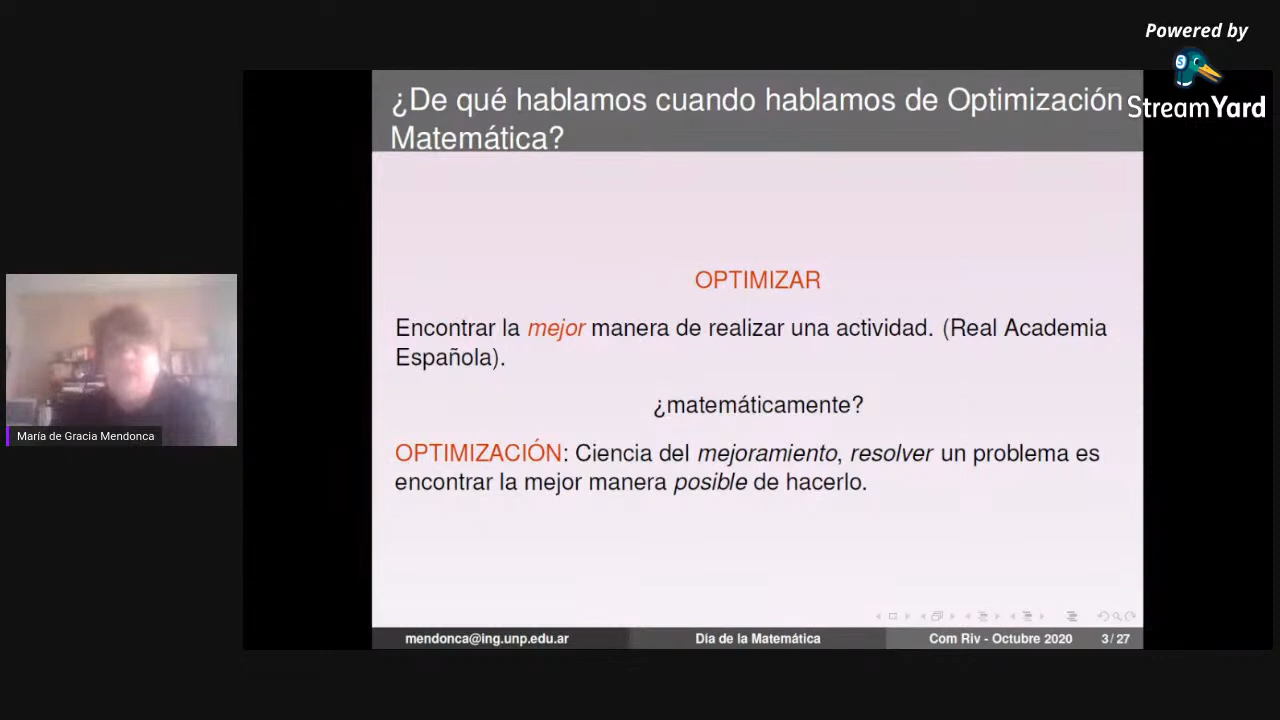 Powered by
StreamYard
¿De qué hablamos cuando hablamos de Optimización
Matemática?
OPTIMIZAR
Encontrar la mejor manera de realizar una actividad. (Real Academia
Española).
¿matemáticamente?
OPTIMIZACIÓN: Ciencia del mejoramiento, resolver un problema es
encontrar la mejor manera posible de hacerlo.
María de Gracia Mendonca
mendonca@ing.unp.edu.ar
Dia de la Matemática
Com Riv - Octubre 2020
3/27